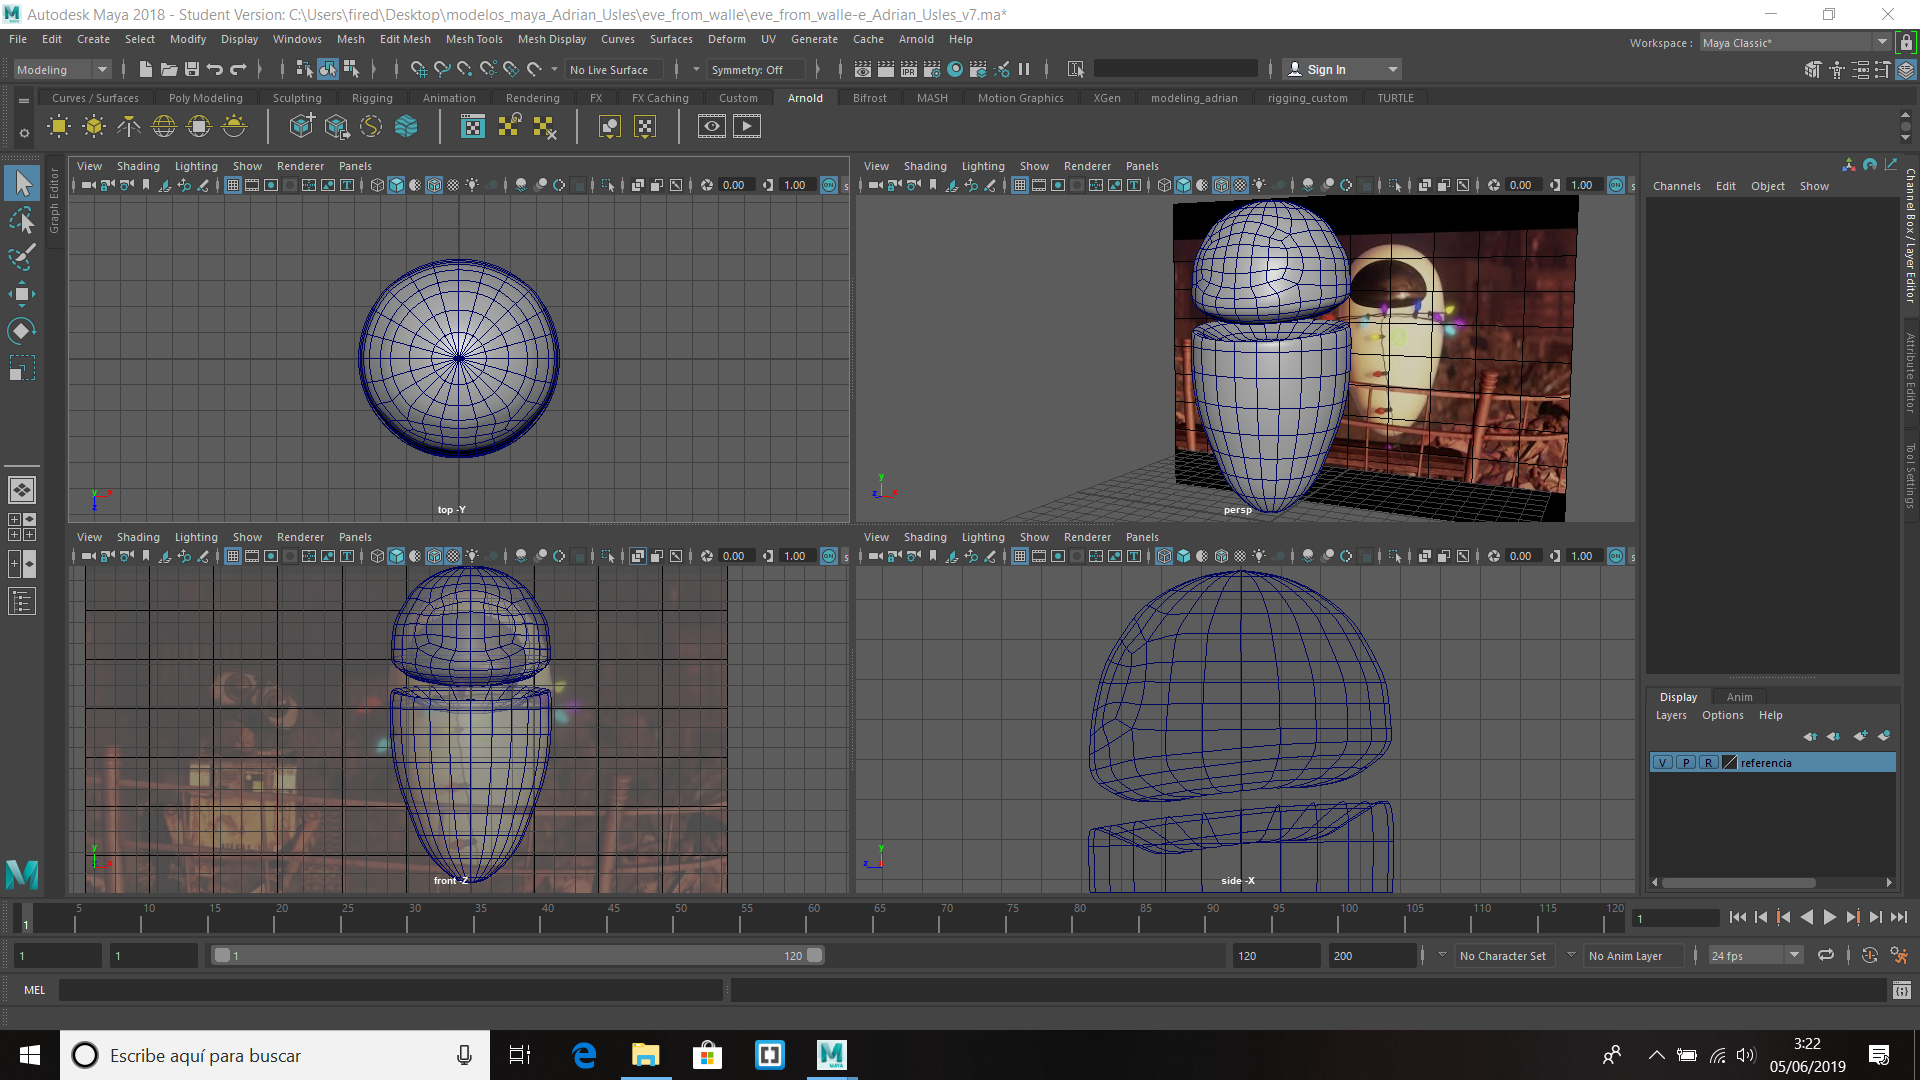 Autodesk Maya 2018 - Student Version: C:\Users\fired\Desktop\modelos_maya_Adrian_Usles\eve_from_walle\eve_from_walle-e_Adrian_Usles_v7.ma*
File Edit Create Select Modify Display Windows Mesh Edit Mesh Mesh Tools Mesh Display Curves Surfaces Deform UV Generate Cache Arnold Help
Workspace : Maya Classic*
Modeling No Live Surface Symmetry: Off IPR Sign In
Curves / Surfaces Poly Modeling Sculpting Rigging Animation Rendering FX FX Caching Custom Arnold Bifrost MASH Motion Graphics XGen modeling_adrian rigging_custom TURTLE
Graph Editor
View Shading Lighting Show Renderer Panels
0.00 1.00 ON
top -Y
View Shading Lighting Show Renderer Panels
0.00 1.00 ON
persp
View Shading Lighting Show Renderer Panels
0.00 1.00 ON
front -Z
View Shading Lighting Show Renderer Panels
0.00 1.00 ON
side -X
Channels Edit Object Show
Channel Box / Layer Editor
Attribute Editor
Tool Settings
Display Anim
Layers Options Help
V P R referencia
1 5 10 15 20 25 30 35 40 45 50 55 60 65 70 75 80 85 90 95 100 105 110 115 120 1
1 1 1 120 120 200 No Character Set No Anim Layer 24 fps
MEL
Escribe aquí para buscar
3:22
05/06/2019